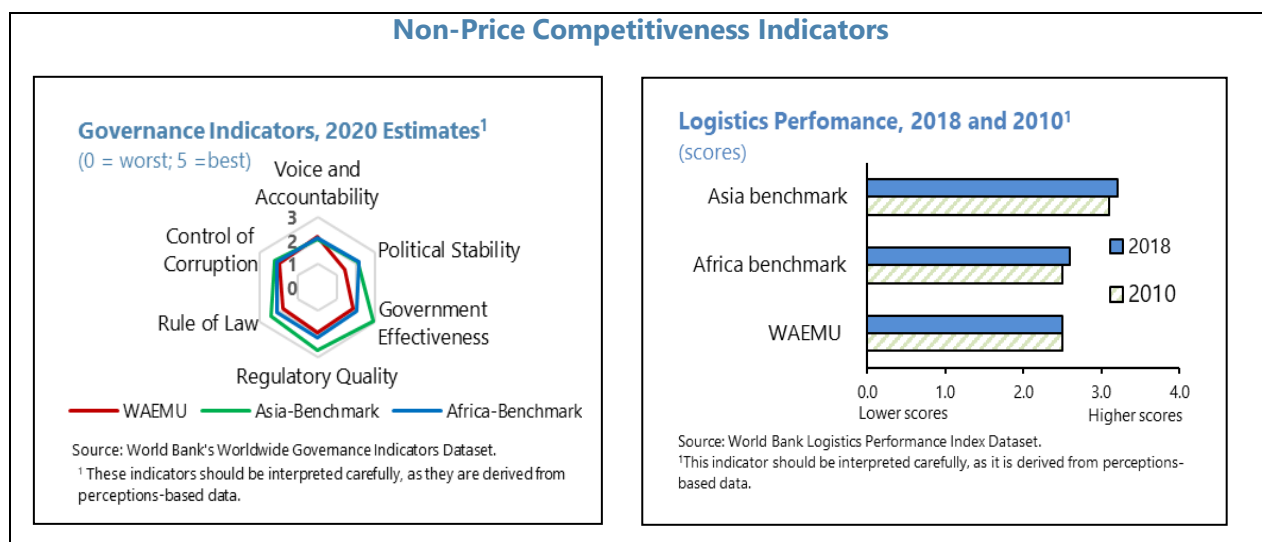 Non-Price Competitiveness Indicators
Governance Indicators, 2020 Estimates¹
(0 = worst; 5 =best)
Voice and
Accountability
3
2
1
0
Control of
Corruption
Political Stability
Rule of Law
Government
Effectiveness
Regulatory Quality
WAEMU
Asia-Benchmark
Africa-Benchmark
Source: World Bank's Worldwide Governance Indicators Dataset.
¹ These indicators should be interpreted carefully, as they are derived from
perceptions-based data.
Logistics Perfomance, 2018 and 2010¹
(scores)
Asia benchmark
Africa benchmark
WAEMU
2018
2010
0.0 1.0 2.0 3.0 4.0
Lower scores
Higher scores
Source: World Bank Logistics Performance Index Dataset.
¹This indicator should be interpreted carefully, as it is derived from perceptions-
based data.